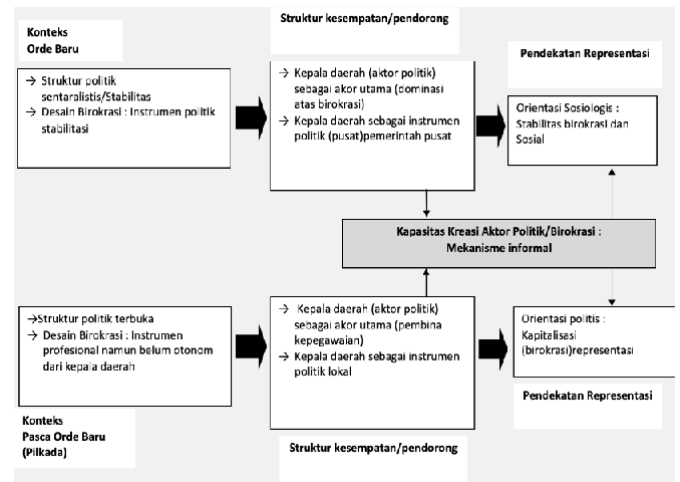 Struktur kesempatan/pendorong
Konteks
Orde Baru
Pendekatan Representasi
→ Struktur politik
sentaralistis/Stabilitas
→ Desain Birokrasi : Instrumen politik
stabilitasi
→ Kepala daerah (aktor politik)
sebagai akor utama (dominasi
atas birokrasi)
→ Kepala daerah sebagai instrumen
politik (pusat)pemerintah pusat
Orientasi Sosiologis :
Stabilitas birokrasi dan
Sosial
Kapasitas Kreasi Aktor Politik/Birokrasi :
Mekanisme informal
→Struktur politik terbuka
→ Desain Birokrasi : Instrumen
profesional namun belum otonom
dari kepala daerah
→ Kepala daerah (aktor politik)
sebagai akor utama (pembina
kepegawaian)
→ Kepala daerah sebagai instrumen
politik lokal
Orientasi politis :
Kapitalisasi
(birokrasi)representasi
Pendekatan Representasi
Konteks
Pasca Orde Baru
(Pilkada)
Struktur kesempatan/pendorong